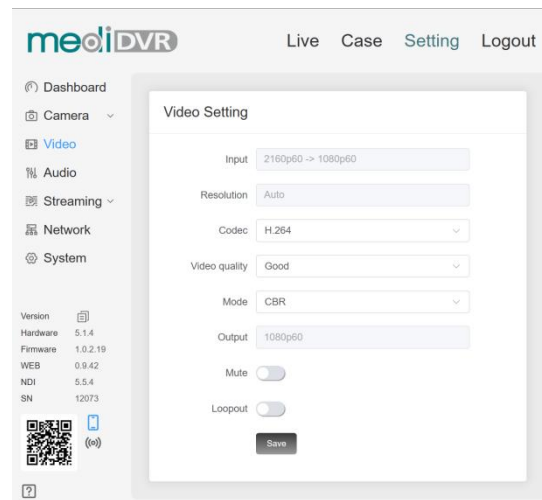 mediDVR
Live Case Setting Logout
Dashboard
Camera
Video
Audio
Streaming
Network
System
Version
Hardware 5.1.4
Firmware 1.0.2.19
WEB 0.9.42
NDI 5.5.4
SN 12073
?
Video Setting
Input 2160p60 -> 1080p60
Resolution Auto
Codec H.264
Video quality Good
Mode CBR
Output 1080p60
Mute
Loopout
Save